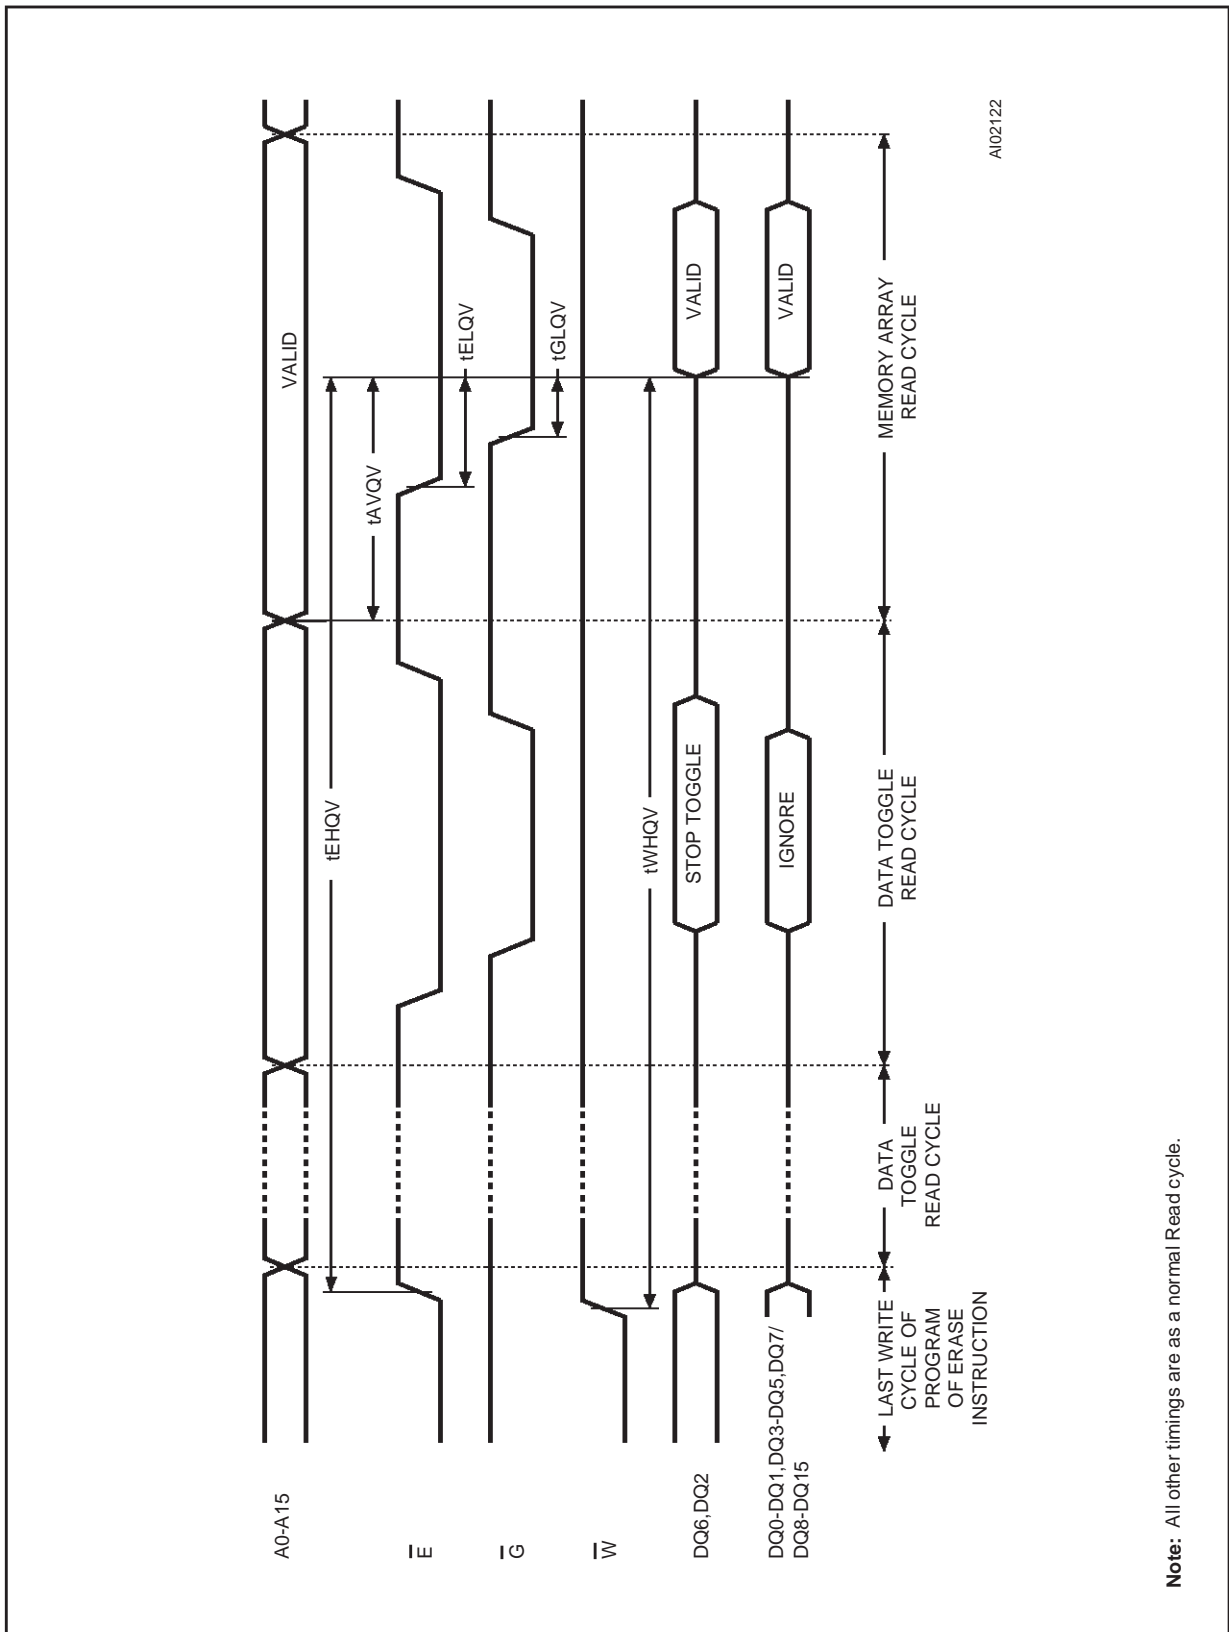 A0-A15
VALID
tEHQV
tAVQV
E
tELQV
G
tGLQV
W
tWHQV
DQ6,DQ2
STOP TOGGLE
VALID
DQ0-DQ1,DQ3-DQ5,DQ7/
DQ8-DQ15
IGNORE
VALID
LAST WRITE
CYCLE OF
PROGRAM
OF ERASE
INSTRUCTION
DATA
TOGGLE
READ CYCLE
DATA TOGGLE
READ CYCLE
MEMORY ARRAY
READ CYCLE
AI02122
Note: All other timings are as a normal Read cycle.